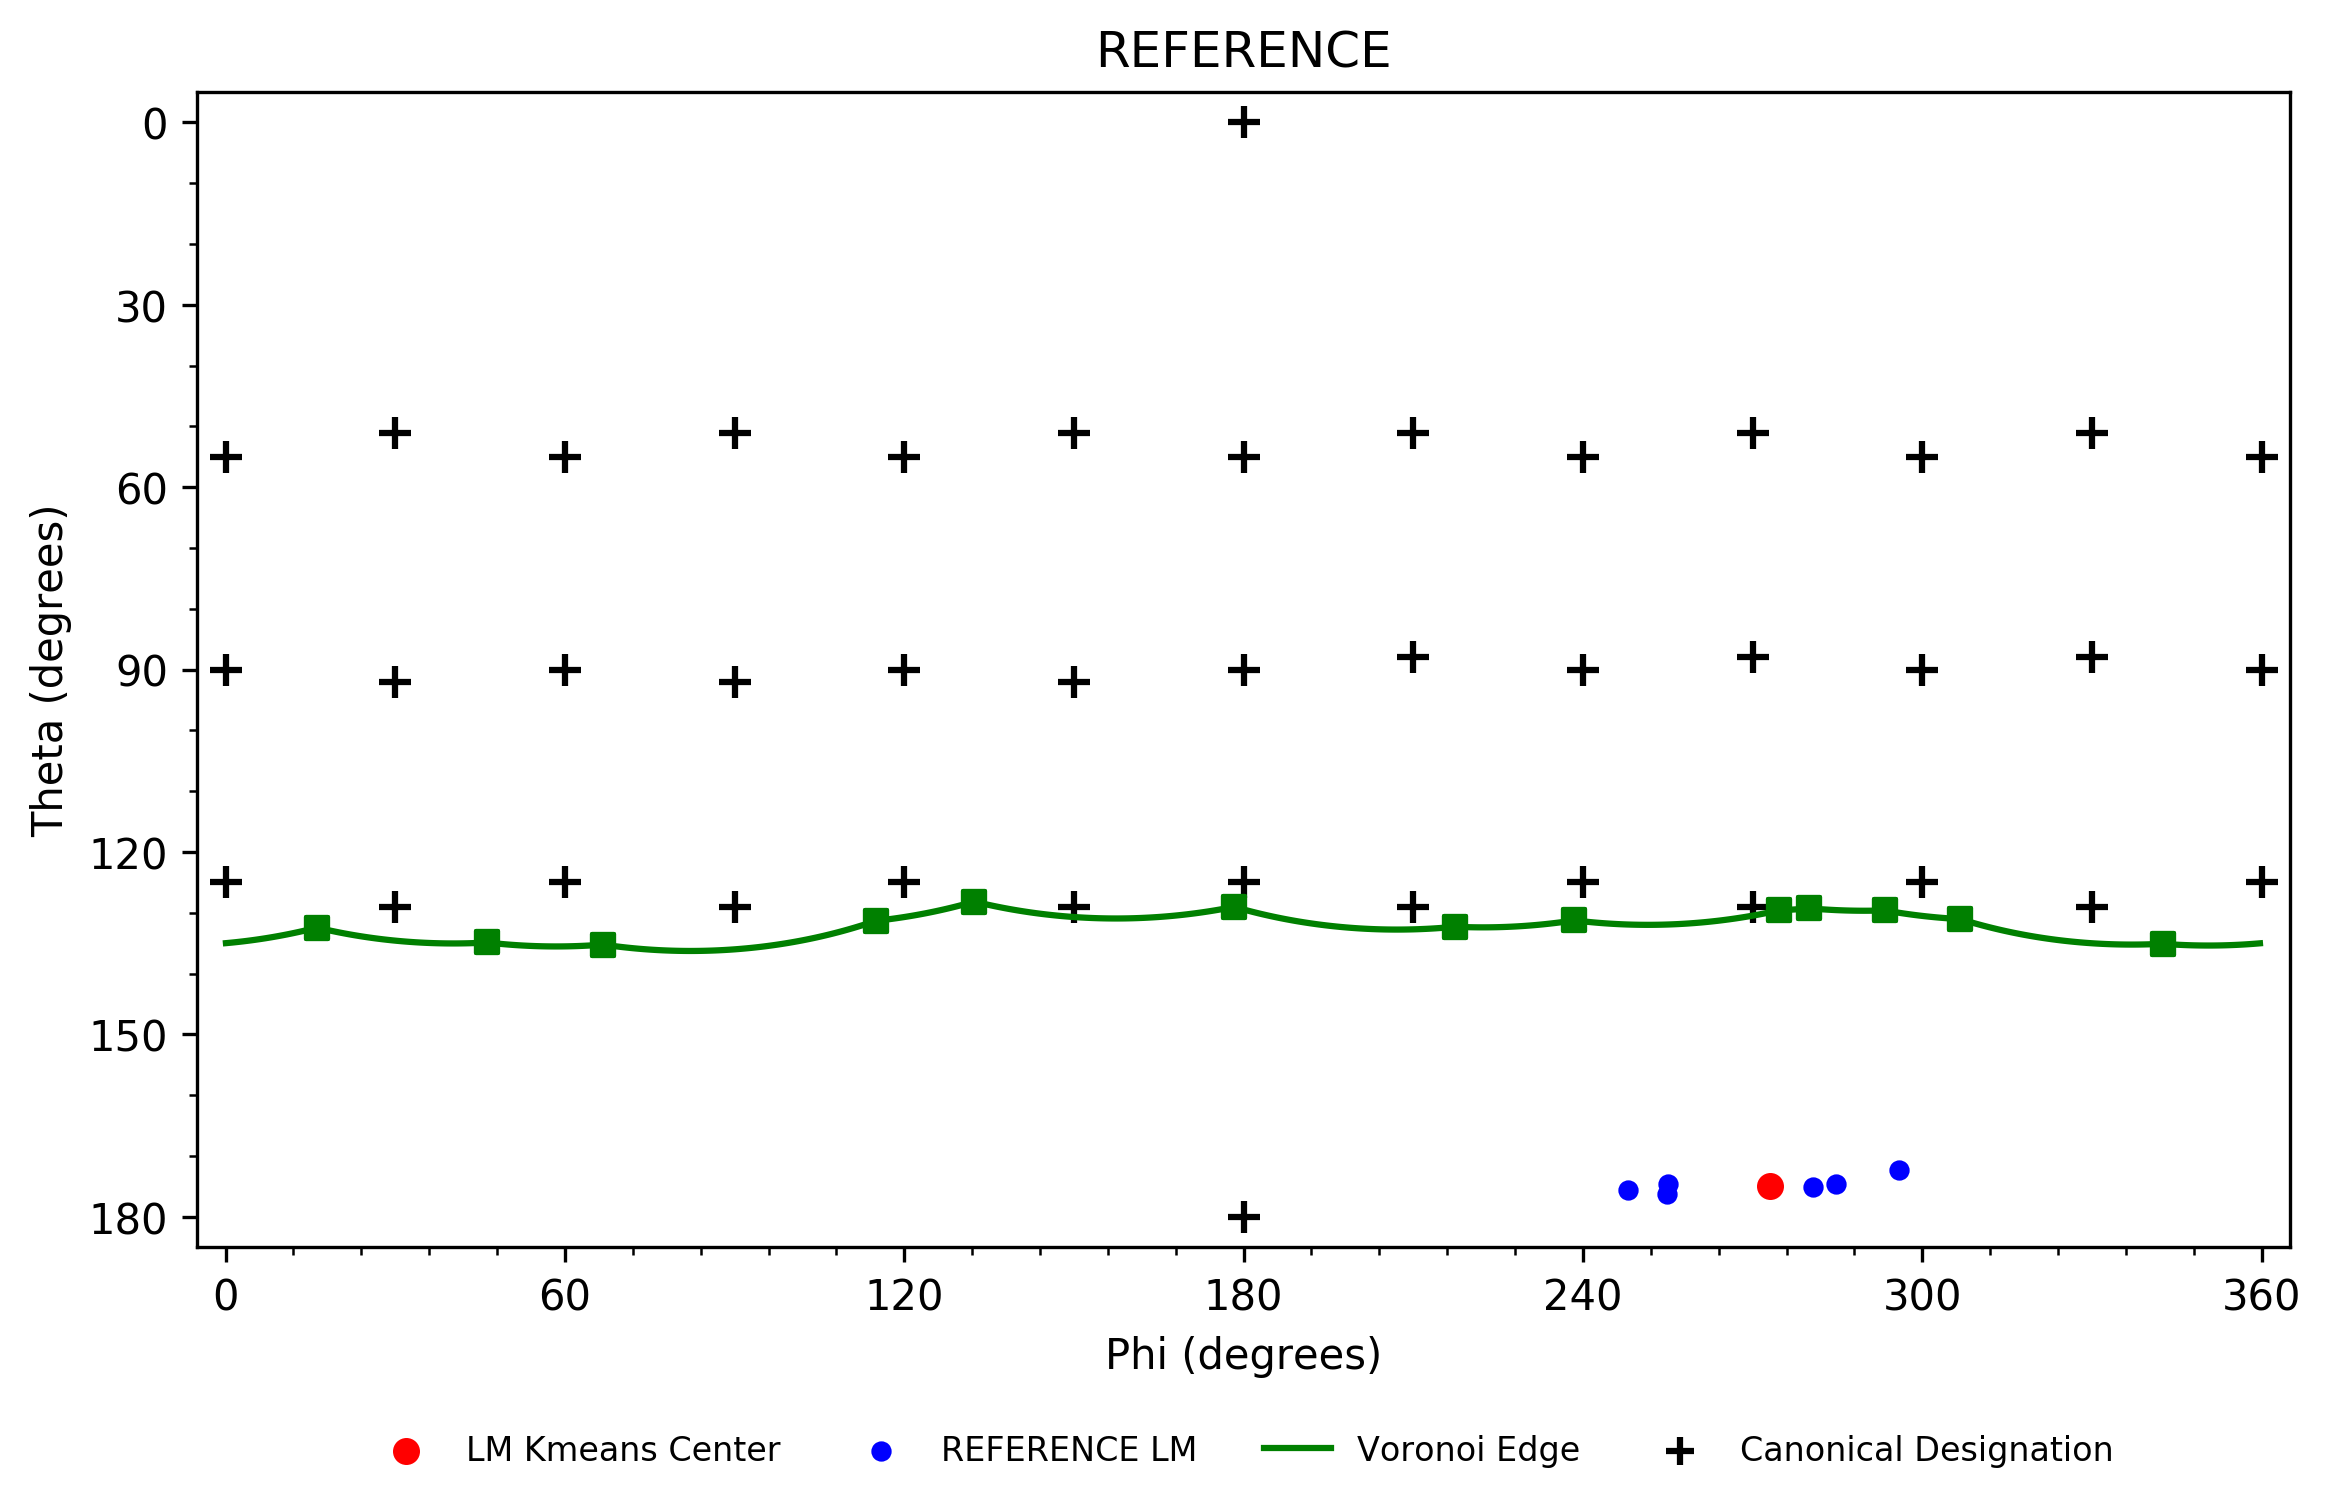 REFERENCE
0
30
60
90
120
150
180
Theta (degrees)
0 60 120 180 240 300 360
Phi (degrees)
LM Kmeans Center REFERENCE LM Voronoi Edge Canonical Designation